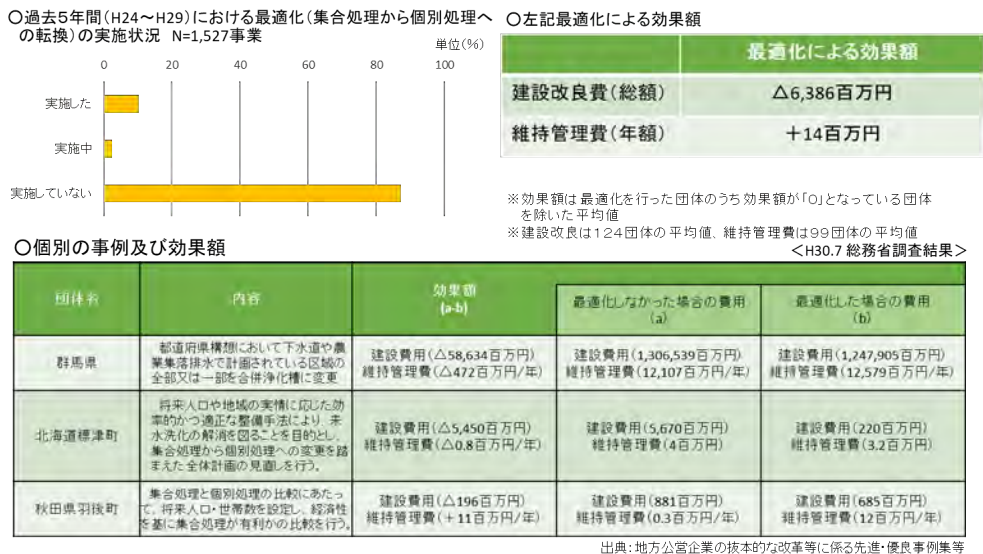 ○過去５年間（H24～H29）における最適化（集合処理から個別処理へ
の転換）の実施状況　N=1,527事業
単位（%）
0 20 40 60 80 100
実施した
実施中
実施していない
○左記最適化による効果額
最適化による効果額
建設改良費（総額） △6,386百万円
維持管理費（年額） ＋14百万円
※効果額は最適化を行った団体のうち効果額が「０」となっている団体
を除いた平均値
※建設改良は１２４団体の平均値、維持管理費は９９団体の平均値
＜H30.7 総務省調査結果＞
○個別の事例及び効果額
団体名 内容 効果額 最適化しなかった場合の費用 最適化した場合の費用
(a-b) (a) (b)
群馬県
都道府県構想において下水道や農
業集落排水で計画されている区域の
全部又は一部を合併浄化槽に変更
建設費用（△58,634百万円） 建設費用（1,306,539百万円） 建設費用（1,247,905百万円）
維持管理費（△472百万円/年） 維持管理費（12,107百万円/年） 維持管理費（12,579百万円/年）
北海道標津町
将来人口や地域の実情に応じた効
率的かつ適正な整備手法により、未
水洗化の解消を図ることを目的とし、
集合処理から個別処理への変更を踏
まえた全体計画の見直しを行う。
建設費用（△5,450百万円） 建設費用（5,670百万円） 建設費用（220百万円）
維持管理費（△0.8百万円/年） 維持管理費（4百万円） 維持管理費（3.2百万円/年）
秋田県羽後町
集合処理と個別処理の比較にあたっ
て、将来人口・世帯数を設定し、経済性
を基に集合処理が有利かの比較を行う。
建設費用（△196百万円） 建設費用（881百万円） 建設費用（685百万円）
維持管理費（＋11百万円/年） 維持管理費（0.3百万円/年） 維持管理費（12百万円/年）
出典：地方公営企業の抜本的な改革等に係る先進・優良事例集等